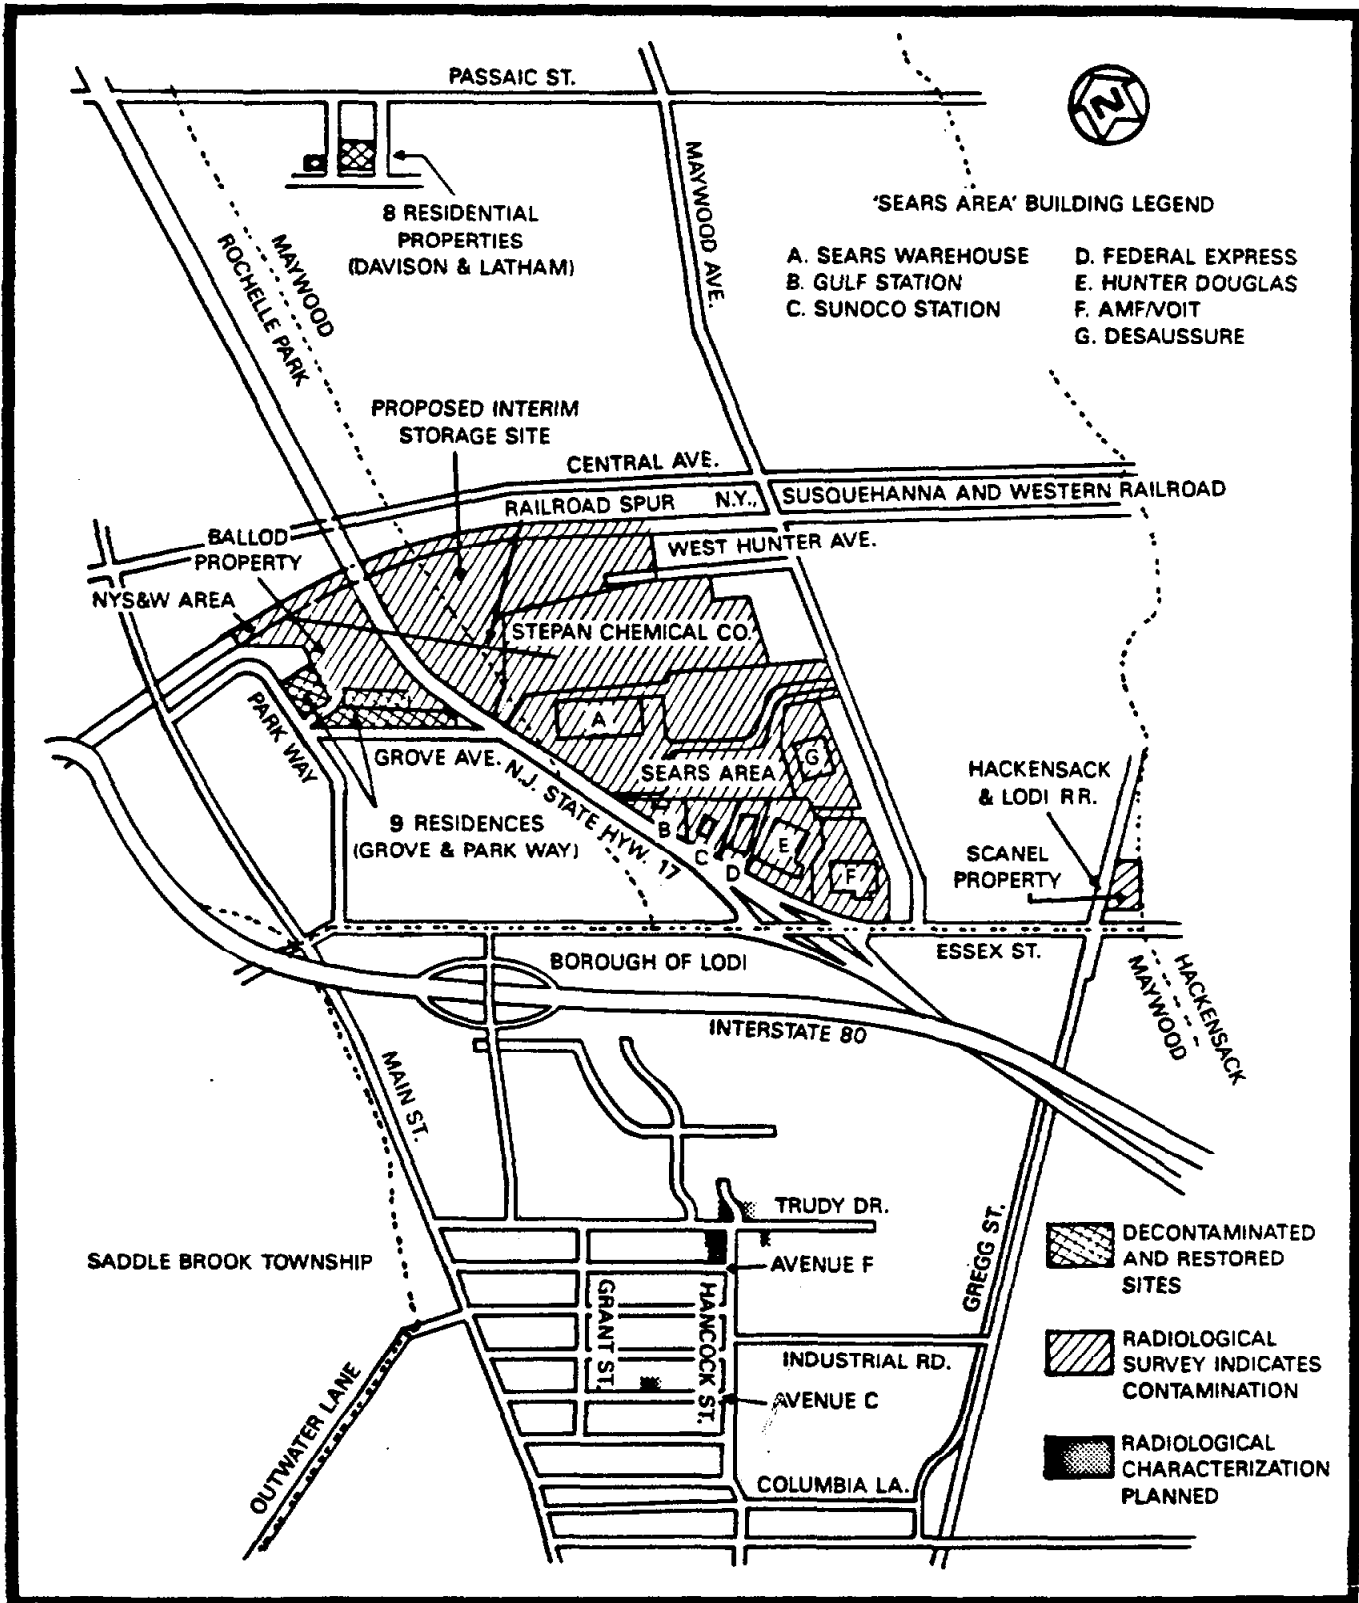 PASSAIC ST.
N
MAYWOOD AVE.
'SEARS AREA' BUILDING LEGEND
A. SEARS WAREHOUSE
B. GULF STATION
C. SUNOCO STATION
D. FEDERAL EXPRESS
E. HUNTER DOUGLAS
F. AMF/VOIT
G. DESAUSSURE
8 RESIDENTIAL
PROPERTIES
(DAVISON & LATHAM)
MAYWOOD
ROCHELLE PARK
PROPOSED INTERIM
STORAGE SITE
CENTRAL AVE.
RAILROAD SPUR
N.Y., SUSQUEHANNA AND WESTERN RAILROAD
WEST HUNTER AVE.
BALLOD
PROPERTY
NYS&W AREA
STEPAN CHEMICAL CO.
A
G
SEARS AREA
B
C
D
E
F
PARK WAY
GROVE AVE.
N.J. STATE HYW. 17
9 RESIDENCES
(GROVE & PARK WAY)
HACKENSACK
& LODI RR.
SCANEL
PROPERTY
ESSEX ST.
BOROUGH OF LODI
HACKENSACK
MAYWOOD
INTERSTATE 80
MAIN ST.
TRUDY DR.
SADDLE BROOK TOWNSHIP
AVENUE F
GRANT ST.
HANCOCK ST.
GREGG ST.
INDUSTRIAL RD.
AVENUE C
OUTWATER LANE
COLUMBIA LA.
DECONTAMINATED
AND RESTORED
SITES
RADIOLOGICAL
SURVEY INDICATES
CONTAMINATION
RADIOLOGICAL
CHARACTERIZATION
PLANNED